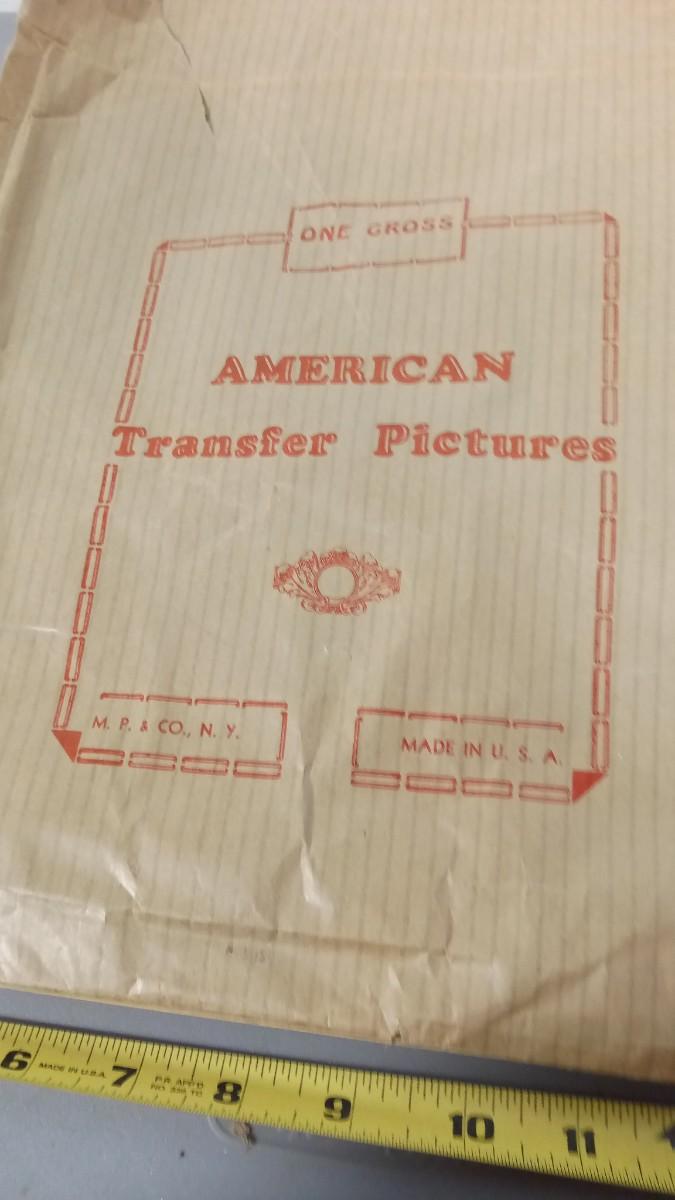 ONE GROSS
AMERICAN
Transfer Pictures
M. P. & CO., N. Y.
MADE IN U. S. A.
6 MADE IN U.S.A. 7 8 9 10 11